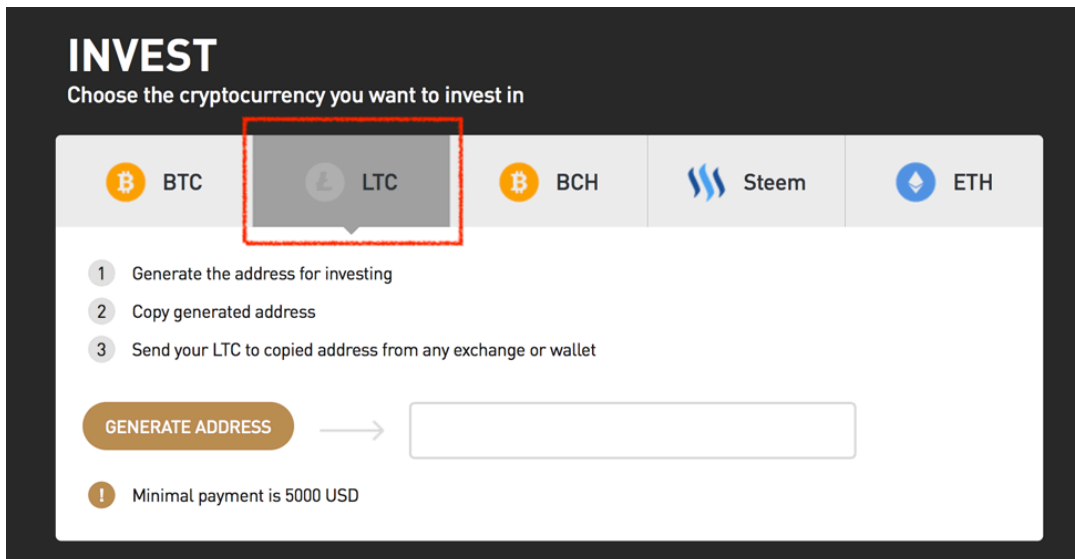 INVEST
Choose the cryptocurrency you want to invest in
BTC LTC BCH Steem ETH
1 Generate the address for investing
2 Copy generated address
3 Send your LTC to copied address from any exchange or wallet
GENERATE ADDRESS
! Minimal payment is 5000 USD